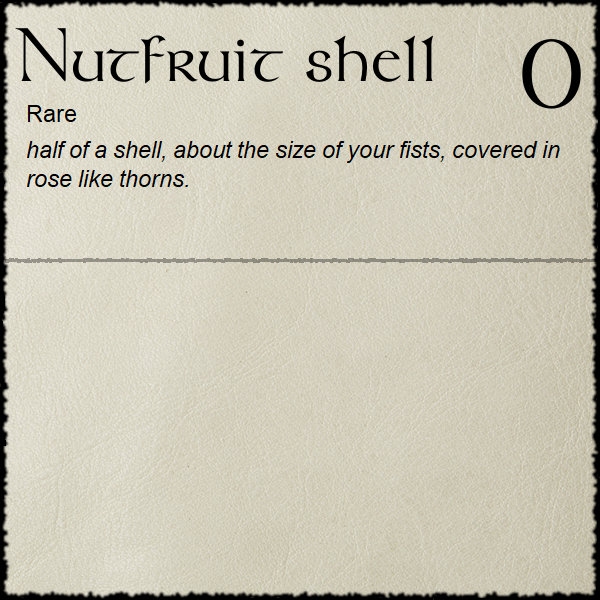 Nutfruit shell
0
Rare
half of a shell, about the size of your fists, covered in
rose like thorns.